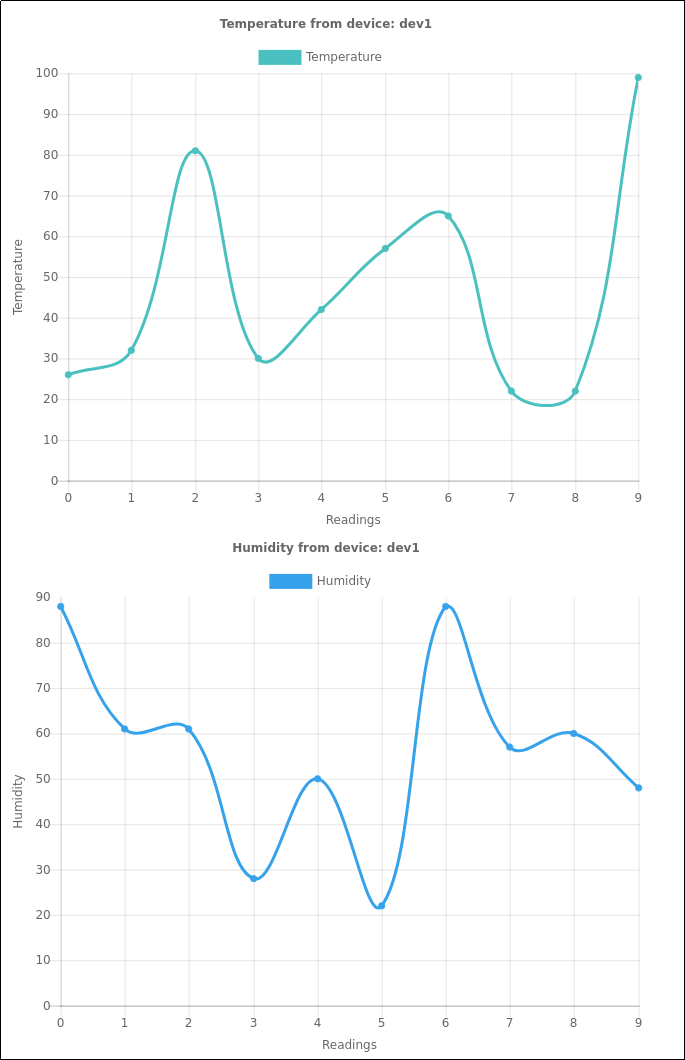 Temperature from device: dev1
Temperature
100
90
80
70
60
50
40
30
20
10
0
Temperature
0 1 2 3 4 5 6 7 8 9
Readings
Humidity from device: dev1
Humidity
90
80
70
60
50
40
30
20
10
0
Humidity
0 1 2 3 4 5 6 7 8 9
Readings